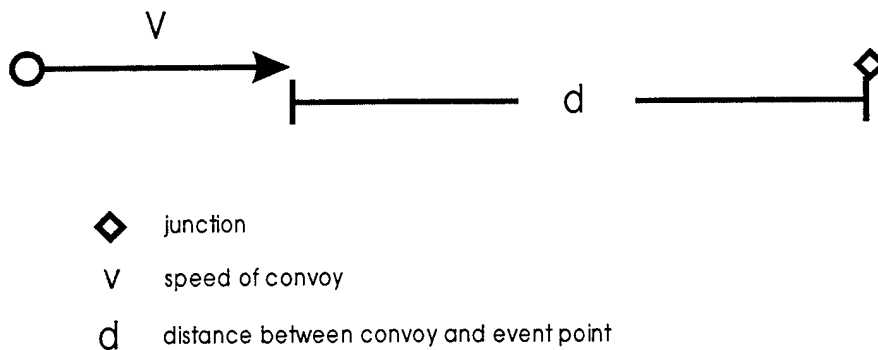 V
d
junction
V speed of convoy
d distance between convoy and event point